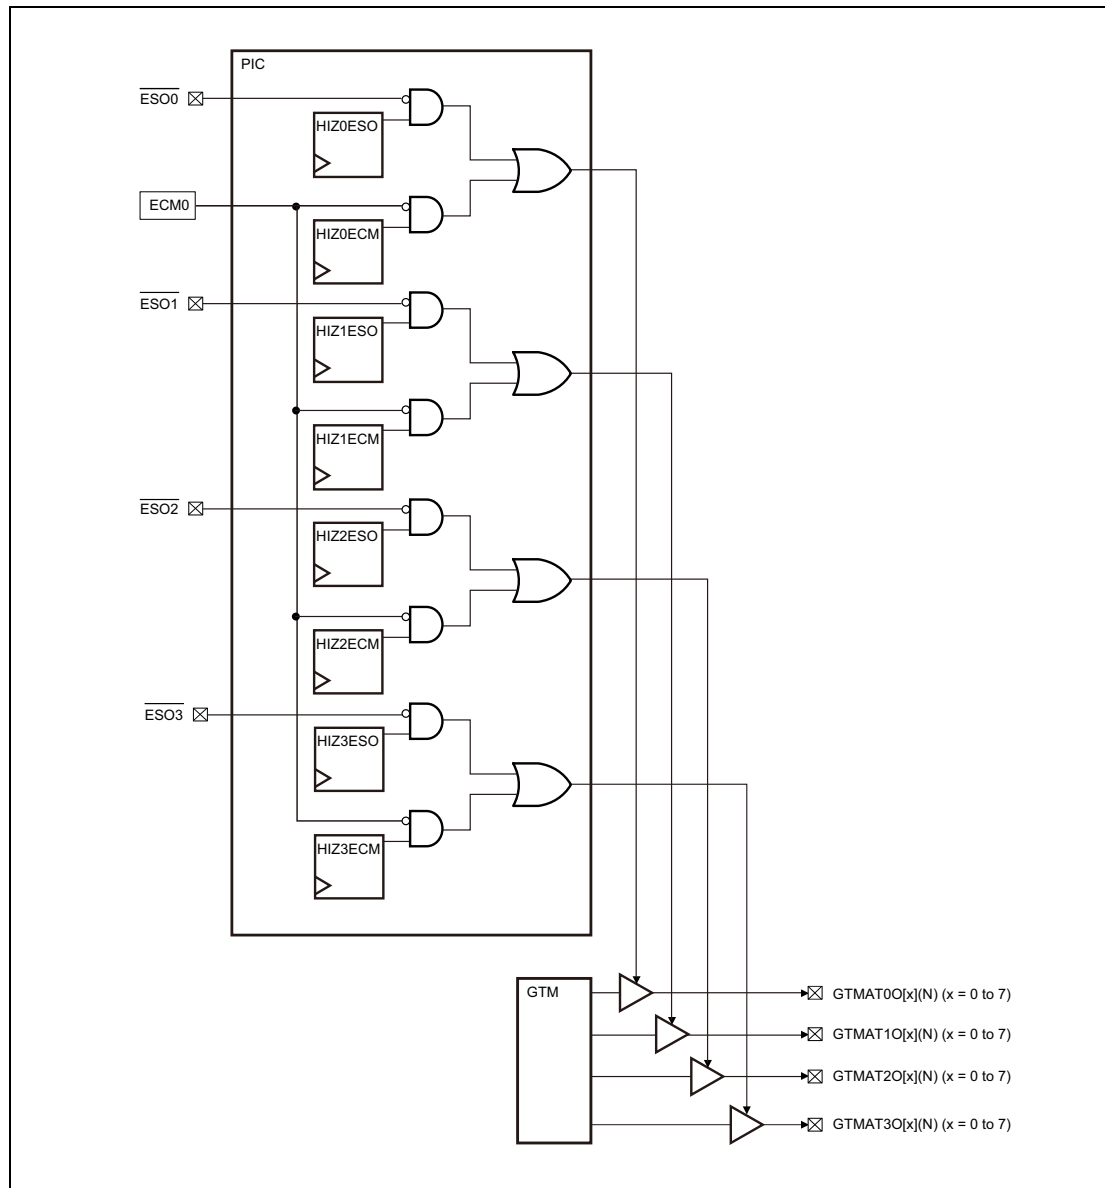 PIC
ESO0
HIZ0ESO
ECM0
HIZ0ECM
ESO1
HIZ1ESO
HIZ1ECM
ESO2
HIZ2ESO
HIZ2ECM
ESO3
HIZ3ESO
HIZ3ECM
GTM
GTMAT0O[x](N) (x = 0 to 7)
GTMAT1O[x](N) (x = 0 to 7)
GTMAT2O[x](N) (x = 0 to 7)
GTMAT3O[x](N) (x = 0 to 7)